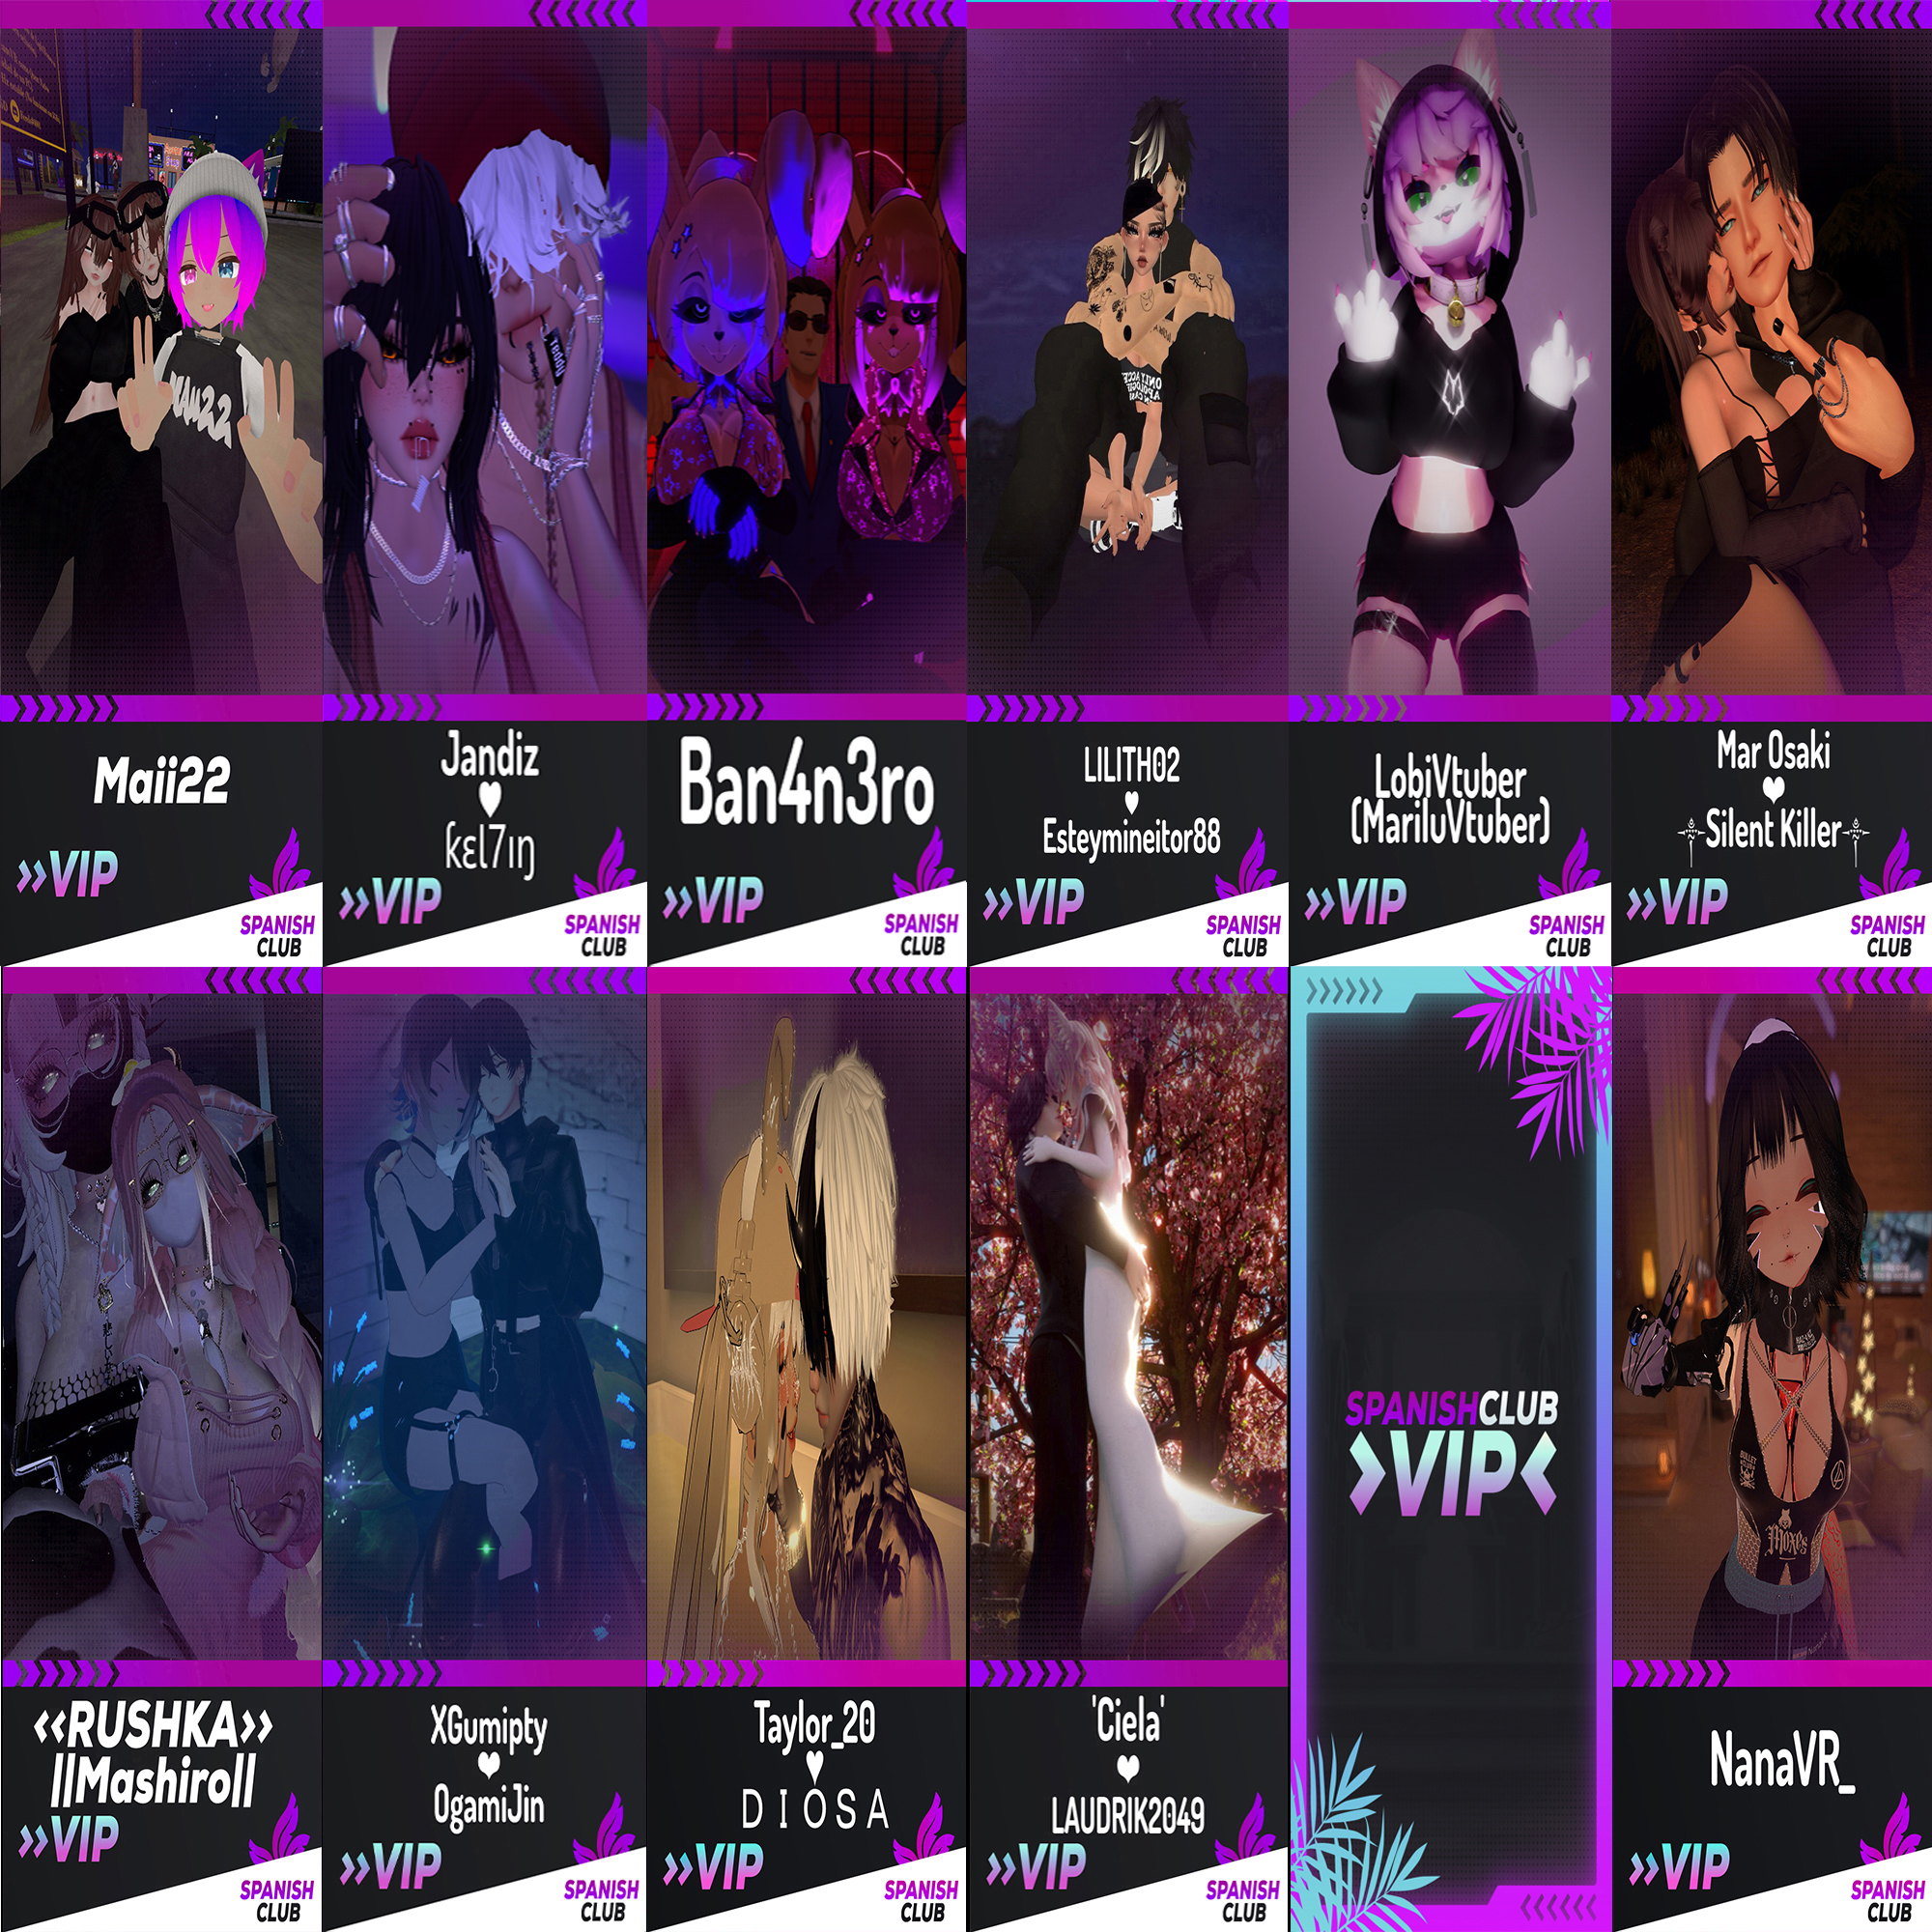 Maii22
VIP
SPANISH
CLUB
Jandiz
♥
ƙɛl7ıŋ
VIP
SPANISH
CLUB
Ban4n3ro
VIP
SPANISH
CLUB
LILITH02
♥
Esteymineitor88
VIP
SPANISH
CLUB
LobiVtuber
(MariluVtuber)
VIP
SPANISH
CLUB
Mar Osaki
♥
Silent Killer
VIP
SPANISH
CLUB
‹‹RUSHKA››
||Mashiro||
VIP
SPANISH
CLUB
XGumipty
♥
OgamiJin
VIP
SPANISH
CLUB
Taylor_20
♥
D I O S A
VIP
SPANISH
CLUB
'Ciela'
♥
LAUDRIK2049
VIP
SPANISH
CLUB
SPANISHCLUB
VIP
Moxes
NanaVR_
VIP
SPANISH
CLUB